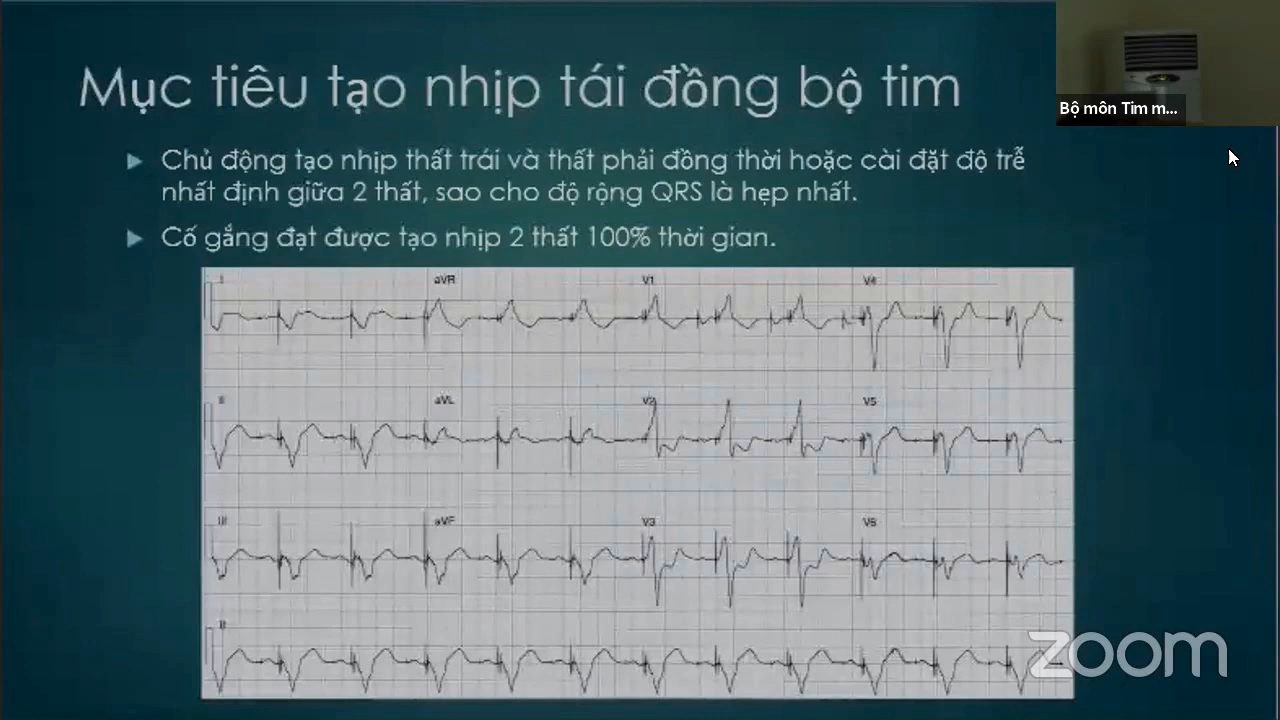 Mục tiêu tạo nhịp tái đồng bộ tim
Bộ môn Tim m...
Chủ động tạo nhịp thất trái và thất phải đồng thời hoặc cài đặt độ trễ
nhất định giữa 2 thất, sao cho độ rộng QRS là hẹp nhất.
Cố gắng đạt được tạo nhịp 2 thất 100% thời gian.
I aVR V1 V4
II aVL V2 V5
III aVF V3 V6
II
zoom